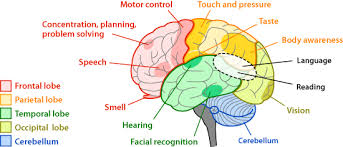 Motor control
Touch and pressure
Concentration, planning,
problem solving
Taste
Body awareness
Speech
Language
Reading
Frontal lobe
Parietal lobe
Temporal lobe
Occipital lobe
Cerebellum
Smell
Hearing
Facial recognition
Vision
Cerebellum